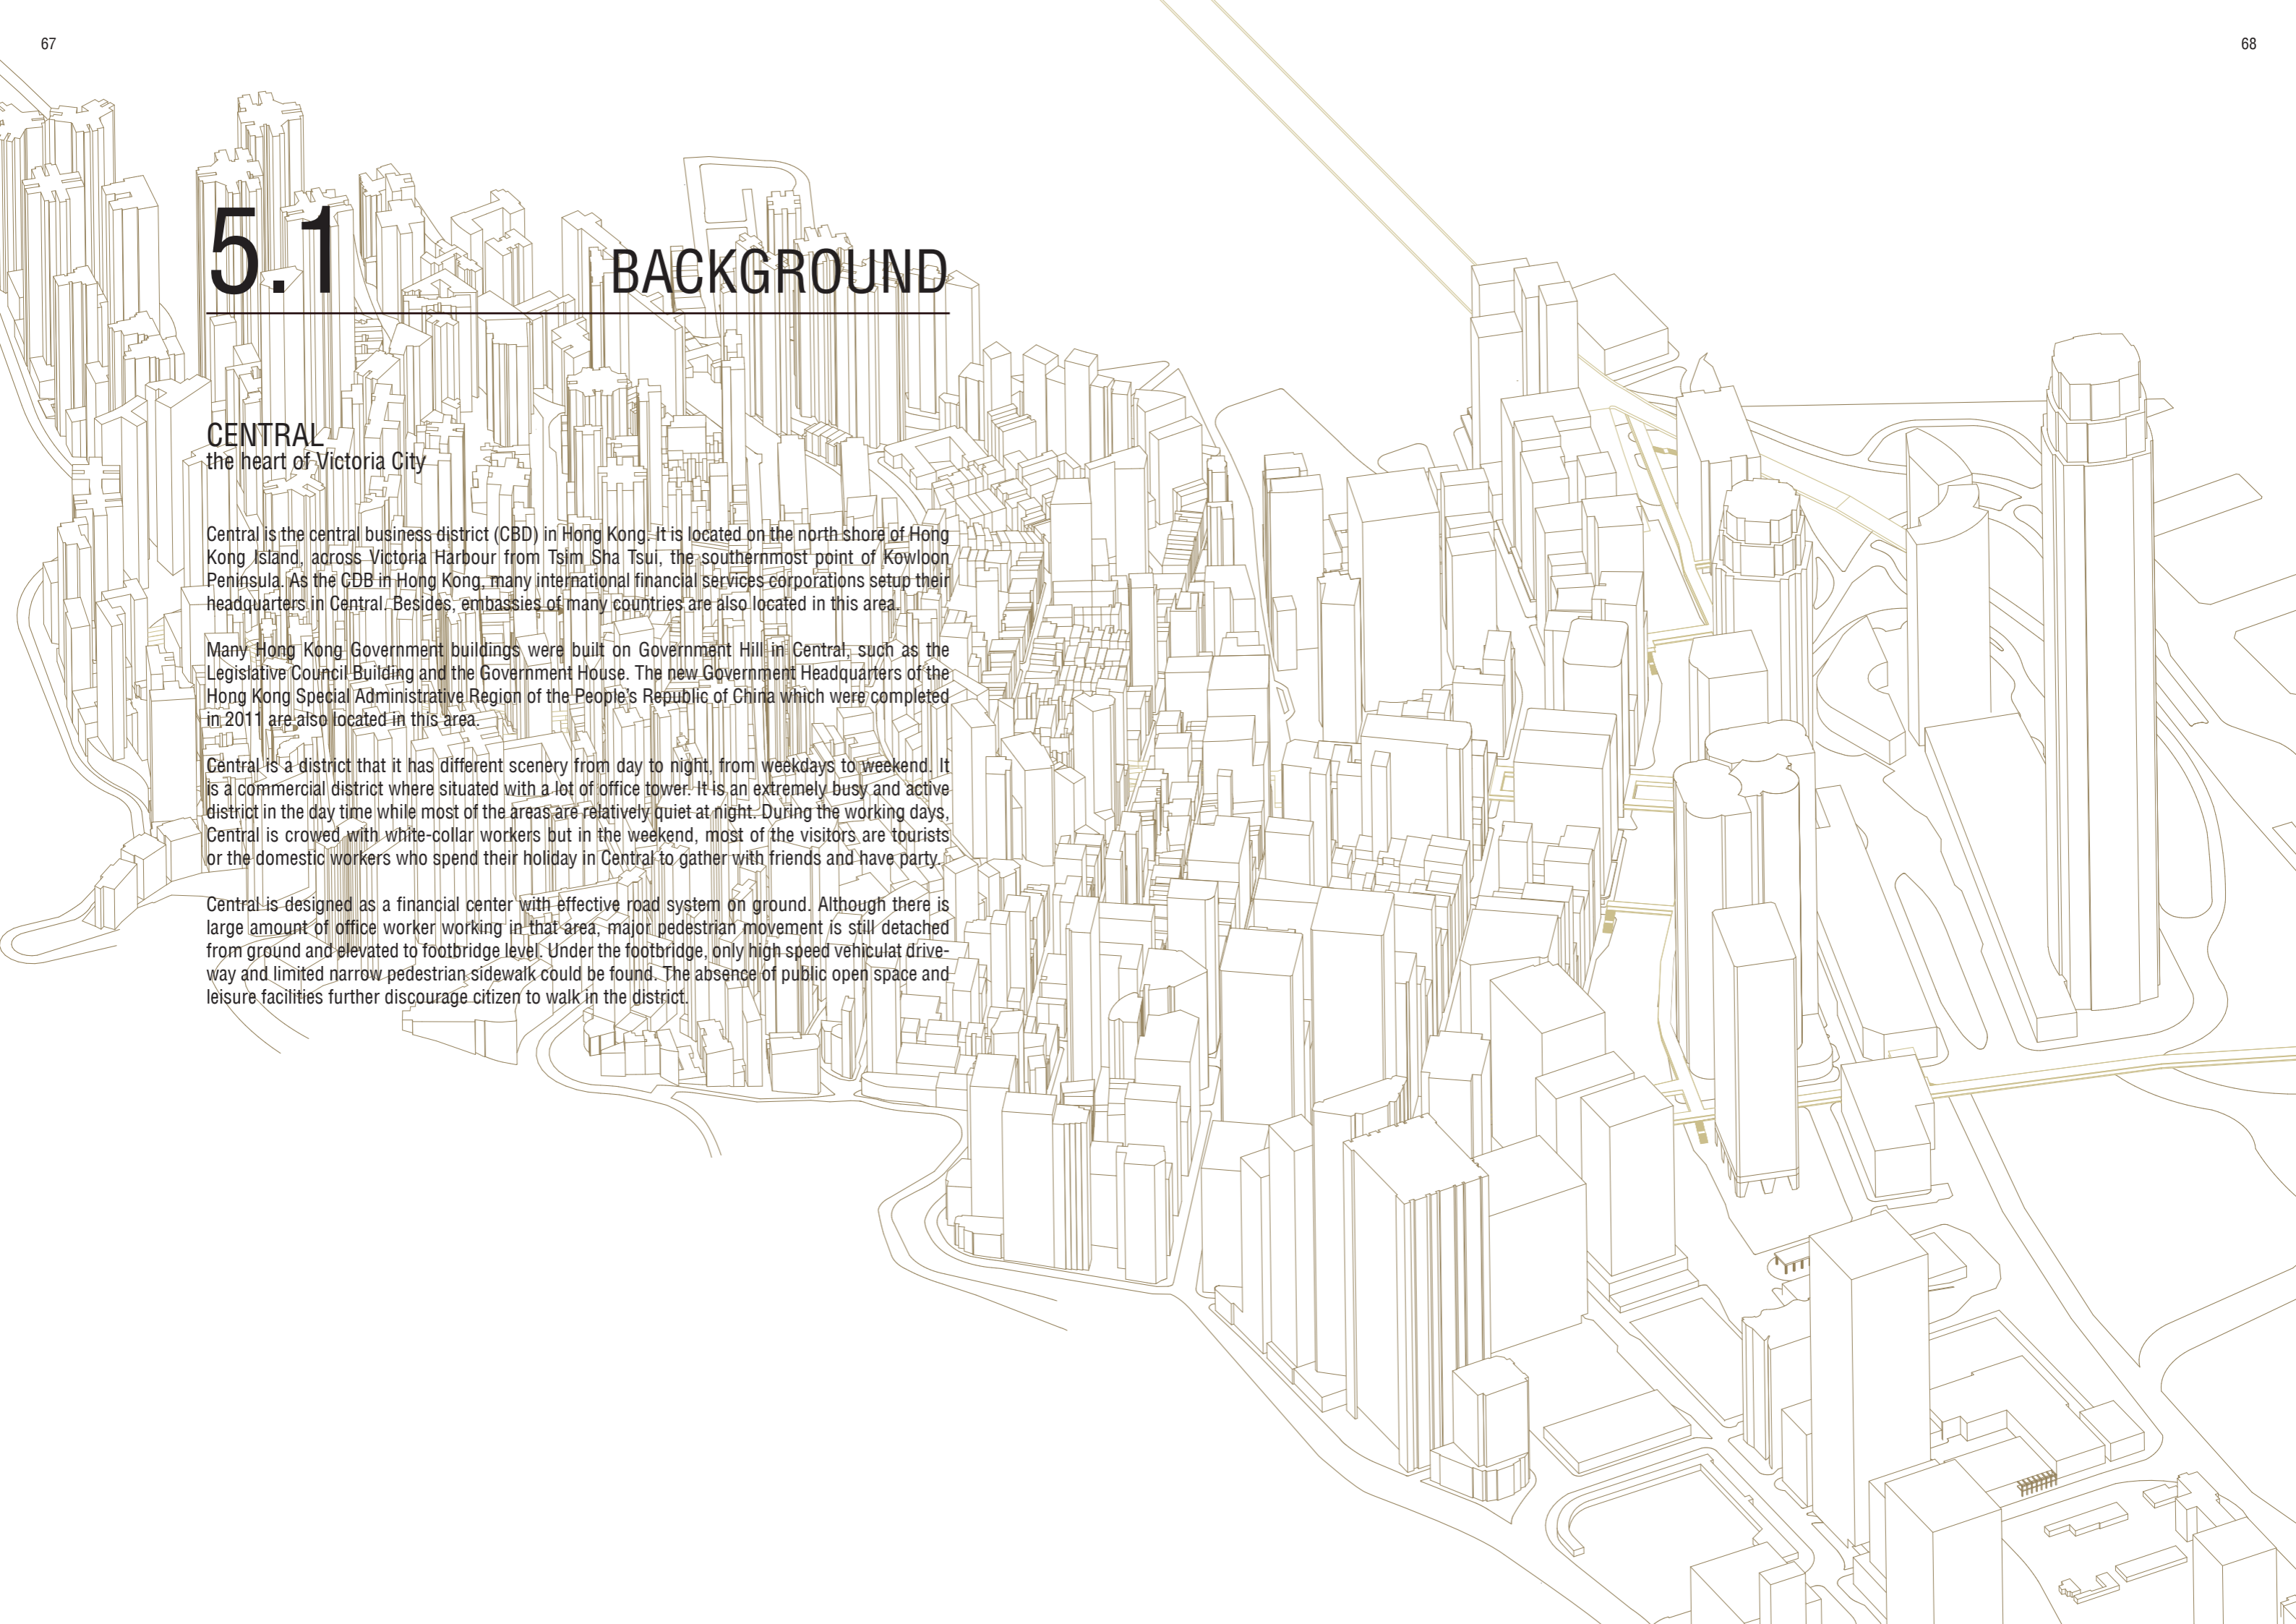 67
68
5.1 BACKGROUND
CENTRAL
the heart of Victoria City
Central is the central business district (CBD) in Hong Kong. It is located on the north shore of Hong
Kong Island, across Victoria Harbour from Tsim Sha Tsui, the southernmost point of Kowloon
Peninsula. As the CDB in Hong Kong, many international financial services corporations setup their
headquarters in Central. Besides, embassies of many countries are also located in this area.
Many Hong Kong Government buildings were built on Government Hill in Central, such as the
Legislative Council Building and the Government House. The new Government Headquarters of the
Hong Kong Special Administrative Region of the People's Republic of China which were completed
in 2011 are also located in this area.
Central is a district that it has different scenery from day to night, from weekdays to weekend. It
is a commercial district where situated with a lot of office tower. It is an extremely busy and active
district in the day time while most of the areas are relatively quiet at night. During the working days,
Central is crowed with white-collar workers but in the weekend, most of the visitors are tourists
or the domestic workers who spend their holiday in Central to gather with friends and have party.
Central is designed as a financial center with effective road system on ground. Although there is
large amount of office worker working in that area, major pedestrian movement is still detached
from ground and elevated to footbridge level. Under the footbridge, only high speed vehiculat drive-
way and limited narrow pedestrian sidewalk could be found. The absence of public open space and
leisure facilities further discourage citizen to walk in the district.